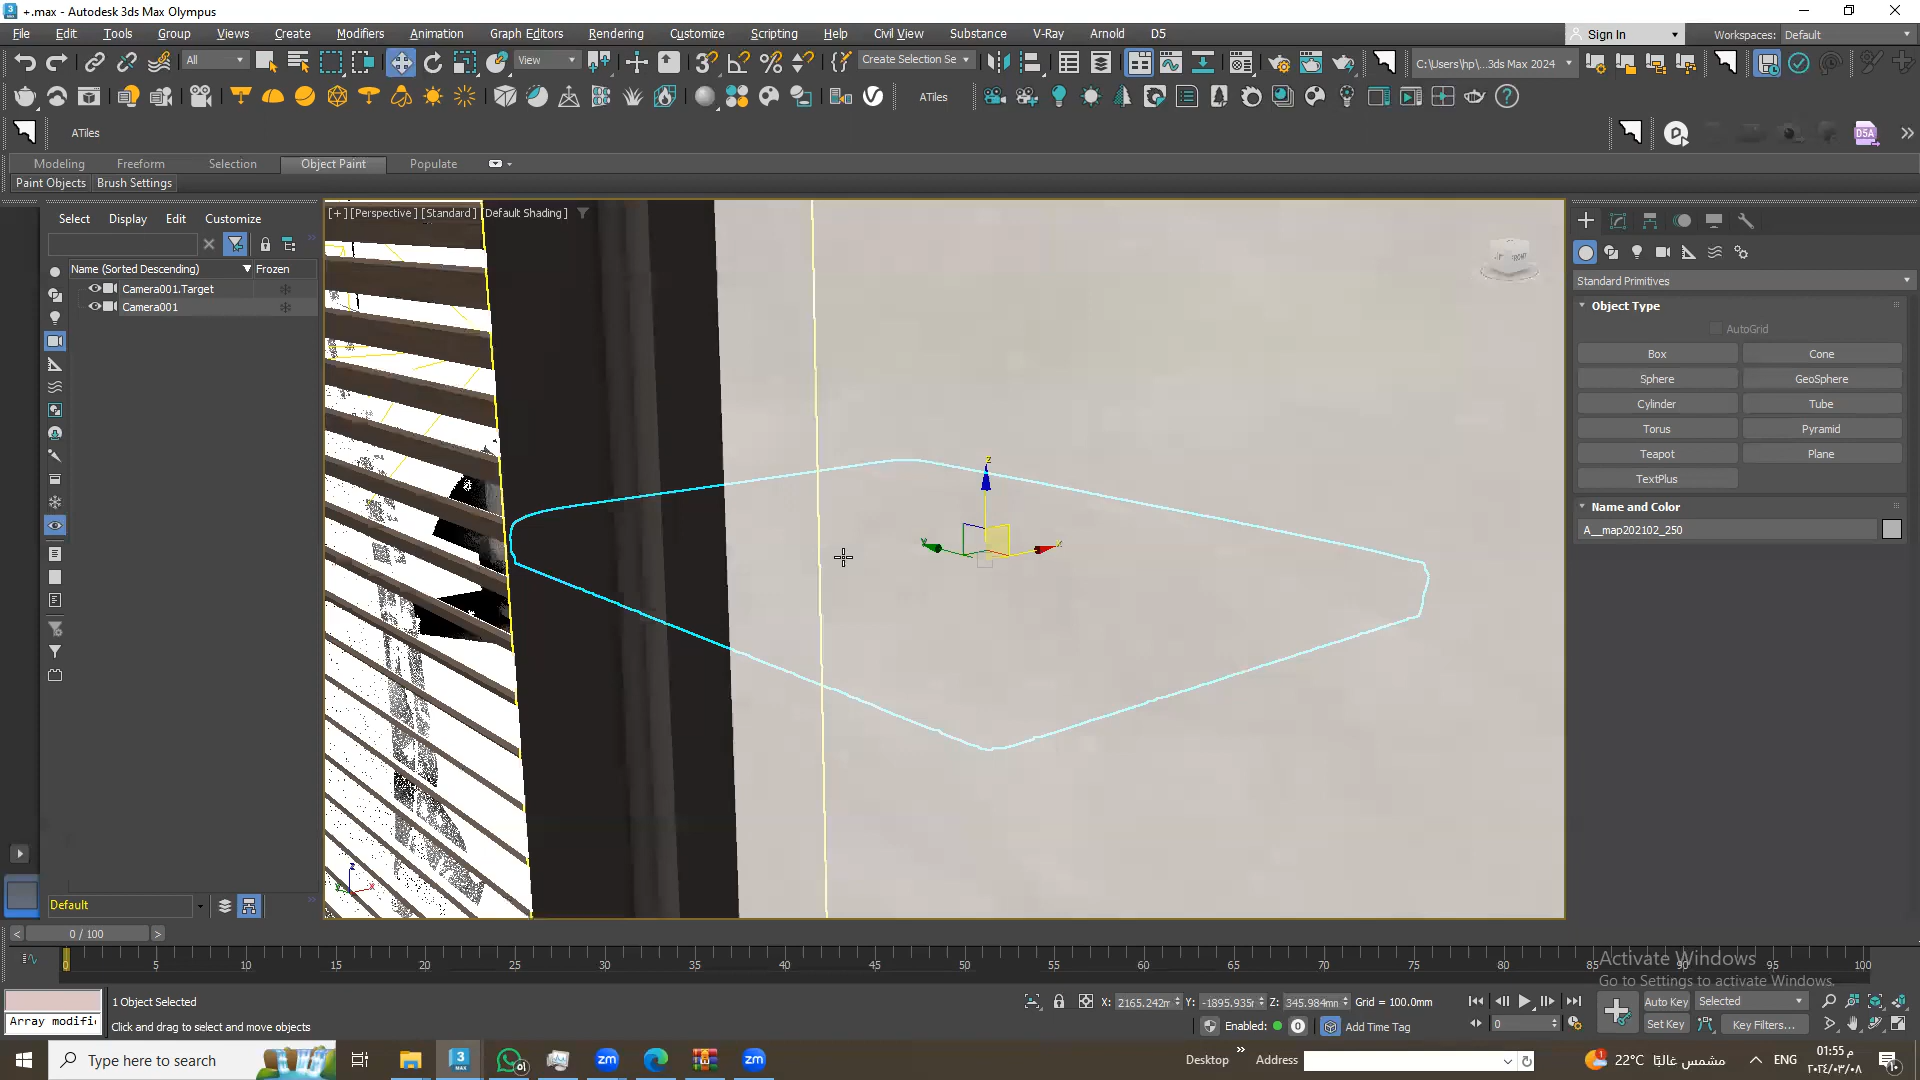 +.max - Autodesk 3ds Max Olympus
File Edit Tools Group Views Create Modifiers Animation Graph Editors Rendering Customize Scripting Help Civil View Substance V-Ray Arnold D5
Sign In Workspaces: Default
All View Create Selection Se C:\Users\hp\...3ds Max 2024
ATiles
ATiles
D5A
Modeling Freeform Selection Object Paint Populate
Paint Objects Brush Settings
Select Display Edit Customize
[+] [Perspective ] [Standard ] [Default Shading ]
Name (Sorted Descending) Frozen
Camera001.Target
Camera001
FRONT
Standard Primitives
Object Type
AutoGrid
Box Cone
Sphere GeoSphere
Cylinder Tube
Torus Pyramid
Teapot Plane
TextPlus
Name and Color
A__map202102_250
z
y x
z
x
Default
0 / 100
0 5 10 15 20 25 30 35 40 45 50 55 60 65 70 75 80 85 90 95 100
Activate Windows
Go to Settings to activate Windows.
1 Object Selected
X: 2165.242m Y: -1895.935m Z: 345.984mm Grid = 100.0mm
Auto Key Selected
Array modifi
Click and drag to select and move objects
Enabled: 0 Add Time Tag
0
Set Key Key Filters...
Type here to search
Desktop Address
22°C مشمس غالبًا
ENG
م 01:55
٢٠٢٤/٠٣/٠٨